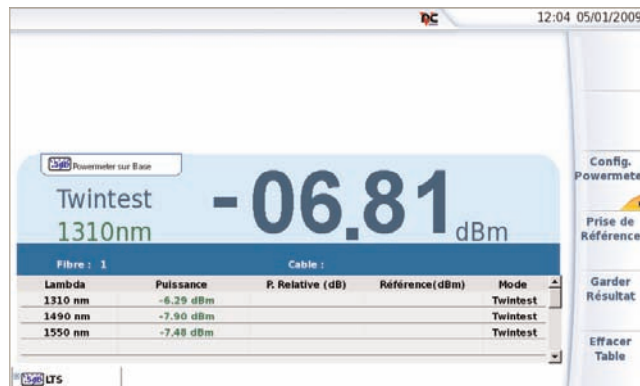 12:04 05/01/2009
Powermeter sur Base
Twintest
1310nm
-06.81 dBm
Fibre : 1 Cable :
Lambda Puissance P. Relative (dB) Référence(dBm) Mode
1310 nm -6.29 dBm Twintest
1490 nm -7.90 dBm Twintest
1550 nm -7.48 dBm Twintest
Config.
Powermete
Prise de
Référence
Garder
Résultat
Effacer
Table
LTS